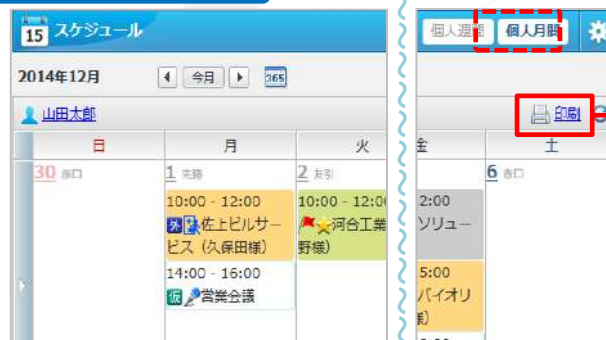 15 スケジュール
個人週間 個人月間
2014年12月 今月 365
山田太郎 印刷
日 月 火 金 土
30 赤口 1 先勝 2 友引 6 赤口
10:00 - 12:00
外 佐上ビルサー
ビス（久保田様）
10:00 - 12:0
河合工業
野様）
2:00
ソリュー
14:00 - 16:00
仮 営業会議
5:00
バイオリ
様）